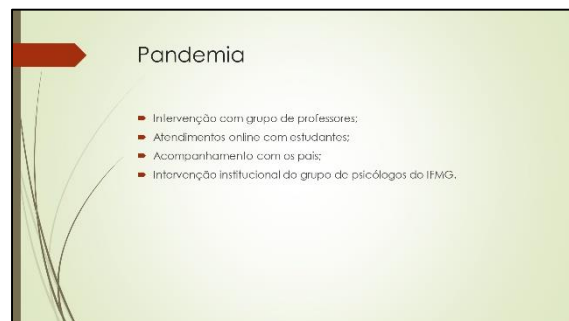 Pandemia
Intervenção com grupo de professores;
Atendimentos online com estudantes;
Acompanhamento com os pais;
Intervenção institucional do grupo de psicólogos do IFMG.